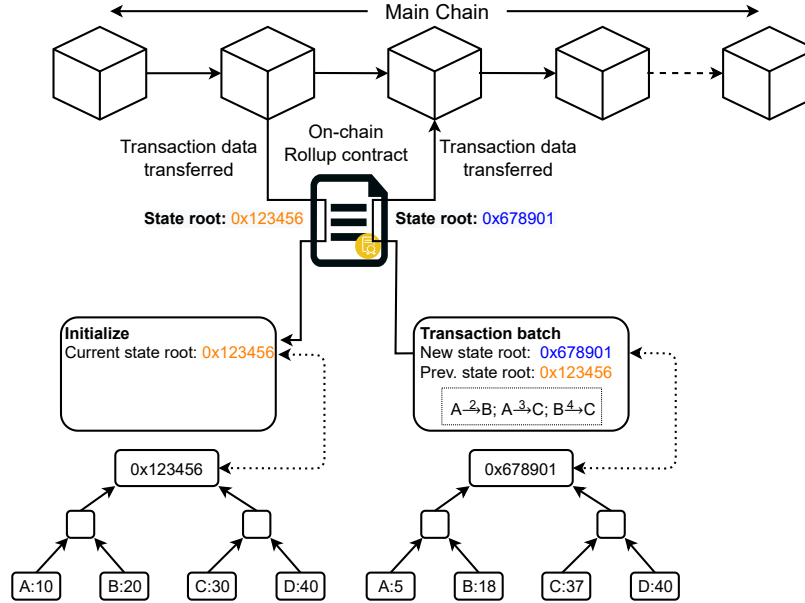 Main Chain
Transaction data
transferred
On-chain
Rollup contract
Transaction data
transferred
State root: 0x123456
State root: 0x678901
Initialize
Current state root: 0x123456
Transaction batch
New state root: 0x678901
Prev. state root: 0x123456
A-2→B; A-3→C; B-4→C
0x123456
0x678901
A:10
B:20
C:30
D:40
A:5
B:18
C:37
D:40